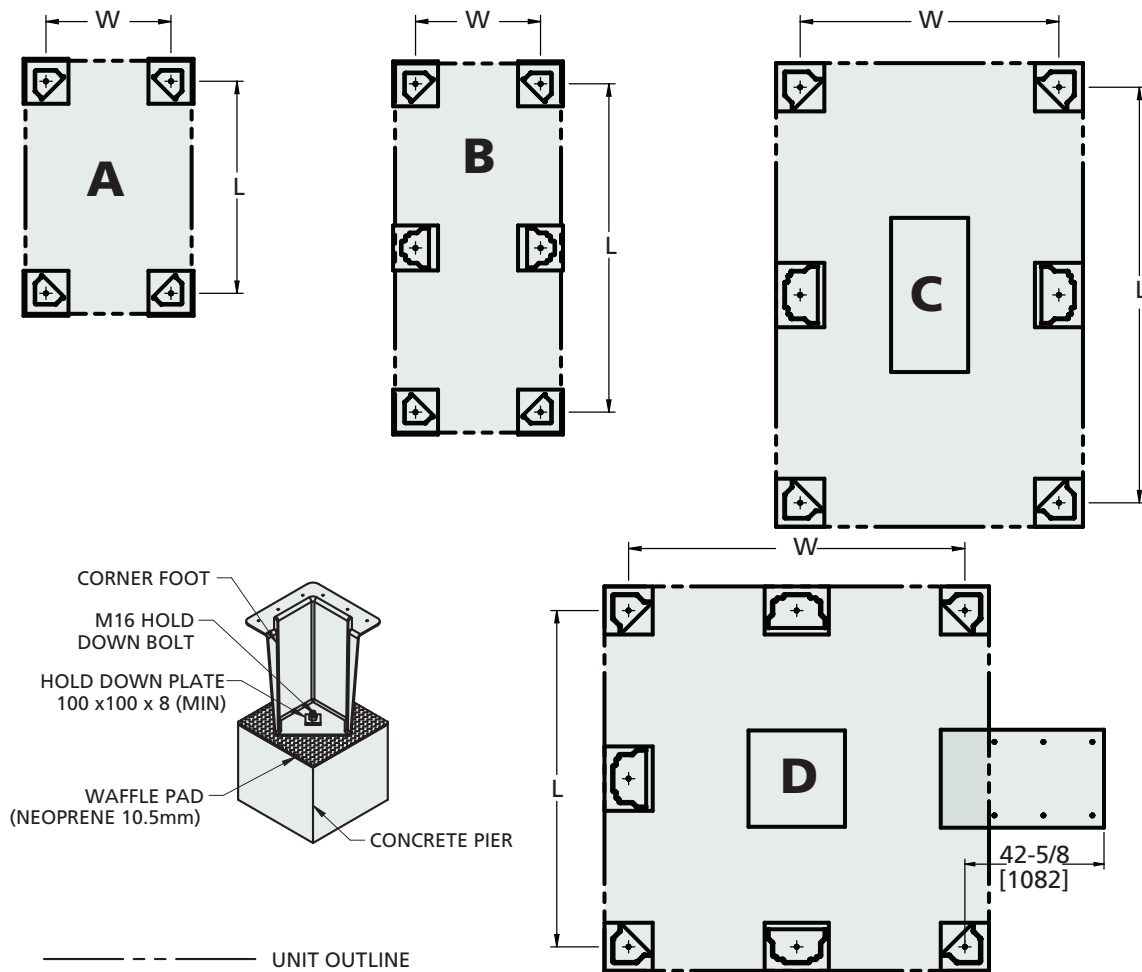 W
W
W
A
B
C
L
L
L
W
CORNER FOOT
M16 HOLD
DOWN BOLT
HOLD DOWN PLATE
100 x100 x 8 (MIN)
WAFFLE PAD
(NEOPRENE 10.5mm)
CONCRETE PIER
L
D
42-5/8
[1082]
UNIT OUTLINE